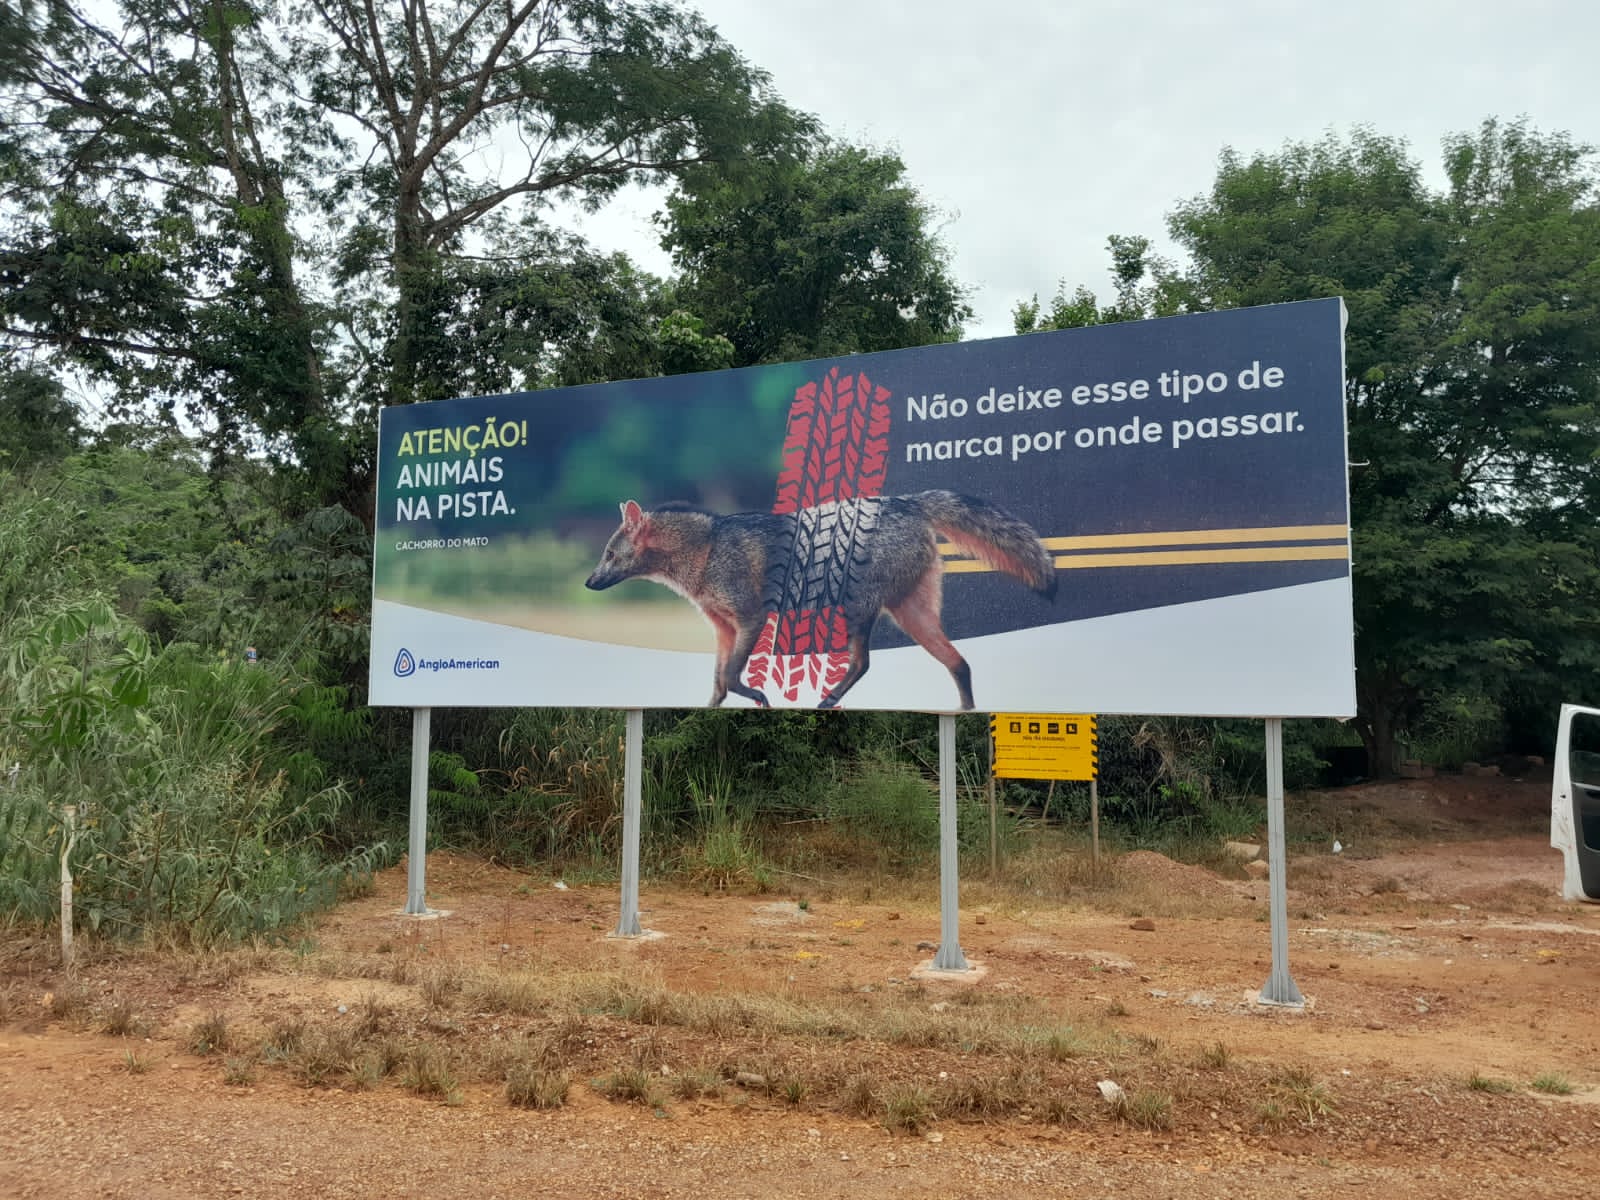 ATENÇÃO!
ANIMAIS
NA PISTA.
CACHORRO DO MATO
Não deixe esse tipo de
marca por onde passar.
AngloAmerican